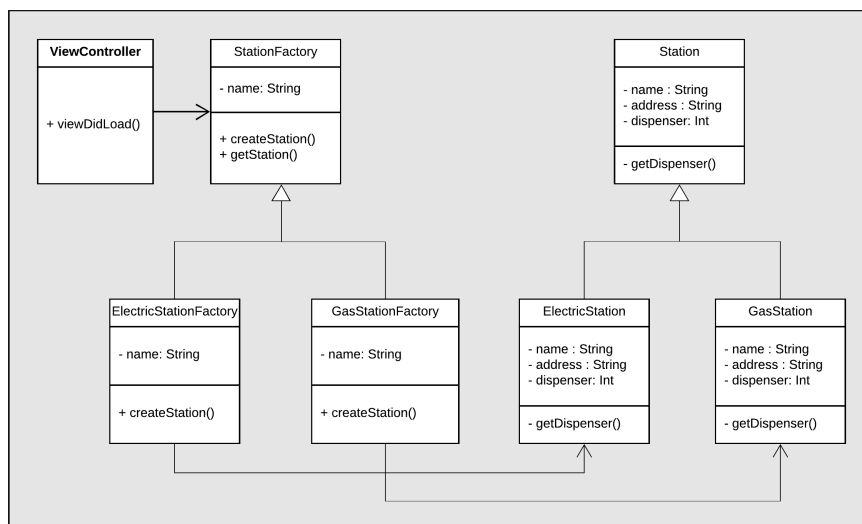 ViewController
+ viewDidLoad()
StationFactory
- name: String
+ createStation()
+ getStation()
Station
- name : String
- address : String
- dispenser: Int
- getDispenser()
ElectricStationFactory
- name: String
+ createStation()
GasStationFactory
- name: String
+ createStation()
ElectricStation
- name : String
- address : String
- dispenser: Int
- getDispenser()
GasStation
- name : String
- address : String
- dispenser: Int
- getDispenser()